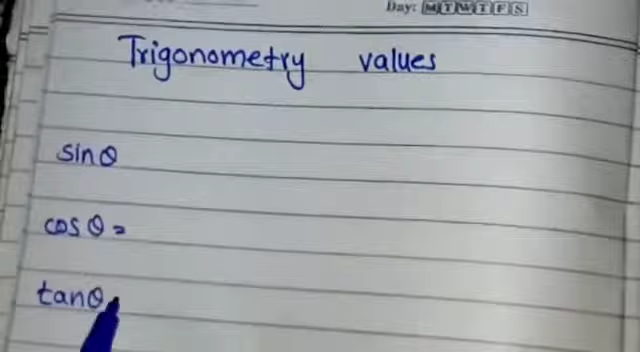 Day: M T W T F S
Trigonometry values
sinθ
cosθ =
tanθ